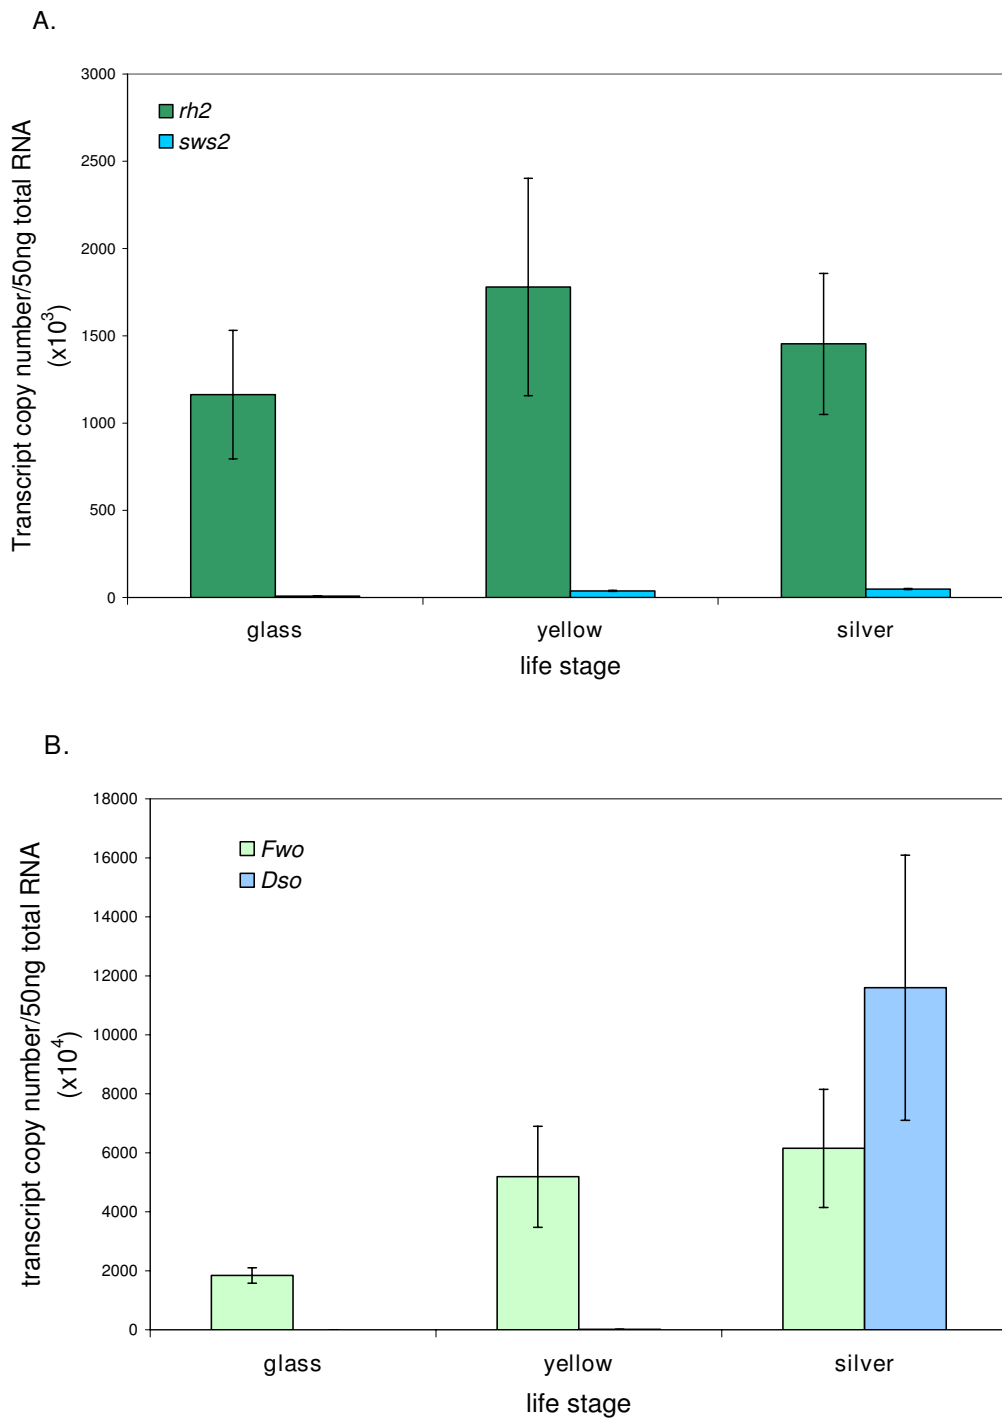 A.
Transcript copy number/50ng total RNA
(x10³)
3000
2500
2000
1500
1000
500
0
rh2
sws2
glass yellow silver
life stage
B.
transcript copy number/50ng total RNA
(x10⁴)
18000
16000
14000
12000
10000
8000
6000
4000
2000
0
Fwo
Dso
glass yellow silver
life stage